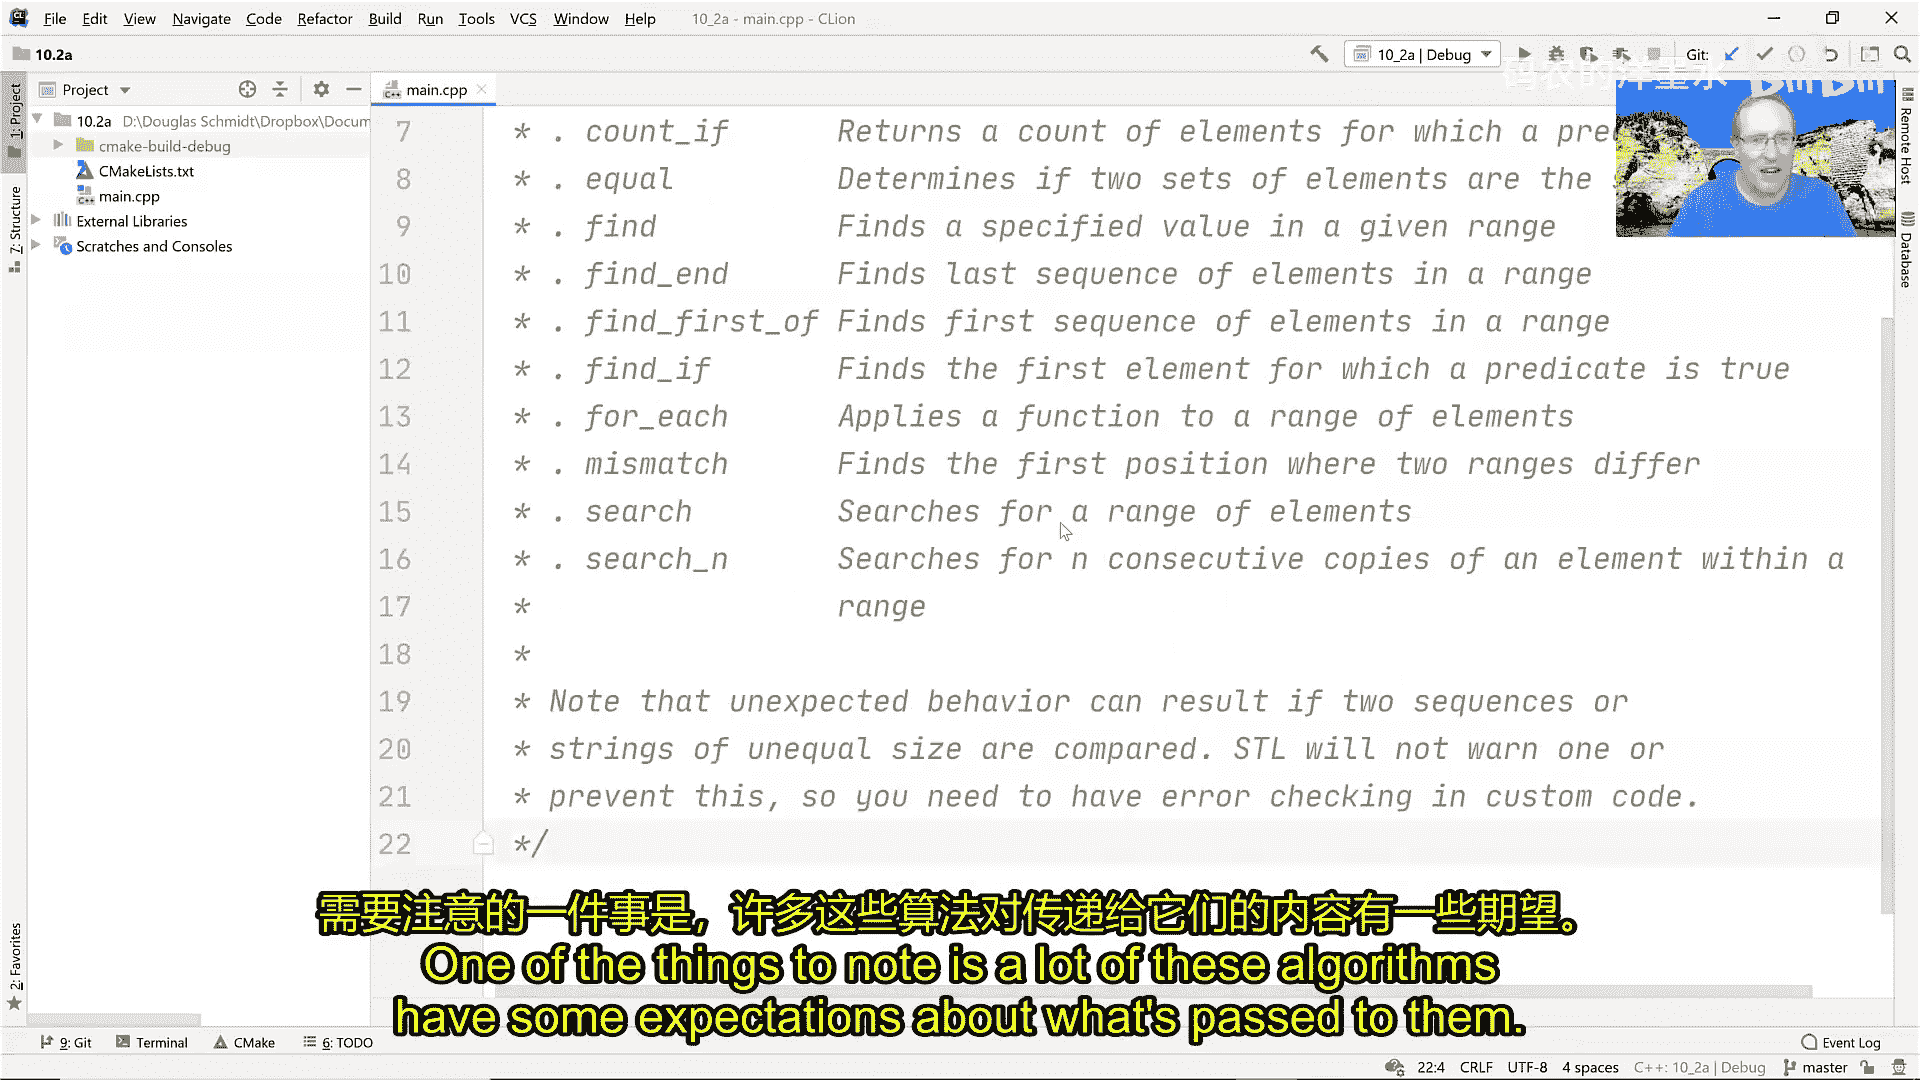 File Edit View Navigate Code Refactor Build Run Tools VCS Window Help 10_2a - main.cpp - CLion
10.2a
10_2a | Debug
Git:
码农的洋墨水
bilibili
1: Project
7: Structure
2: Favorites
Project
10.2a D:\Douglas Schmidt\Dropbox\Docum
cmake-build-debug
CMakeLists.txt
main.cpp
External Libraries
Scratches and Consoles
main.cpp
7 * . count_if Returns a count of elements for which a pre
8 * . equal Determines if two sets of elements are the
9 * . find Finds a specified value in a given range
10 * . find_end Finds last sequence of elements in a range
11 * . find_first_of Finds first sequence of elements in a range
12 * . find_if Finds the first element for which a predicate is true
13 * . for_each Applies a function to a range of elements
14 * . mismatch Finds the first position where two ranges differ
15 * . search Searches for a range of elements
16 * . search_n Searches for n consecutive copies of an element within a
17 * range
18 *
19 * Note that unexpected behavior can result if two sequences or
20 * strings of unequal size are compared. STL will not warn one or
21 * prevent this, so you need to have error checking in custom code.
22 */
Remote Host
Database
需要注意的一件事是，许多这些算法对传递给它们的内容有一些期望。
One of the things to note is a lot of these algorithms
have some expectations about what's passed to them.
9: Git Terminal CMake 6: TODO Event Log
22:4 CRLF UTF-8 4 spaces C++: 10_2a | Debug master